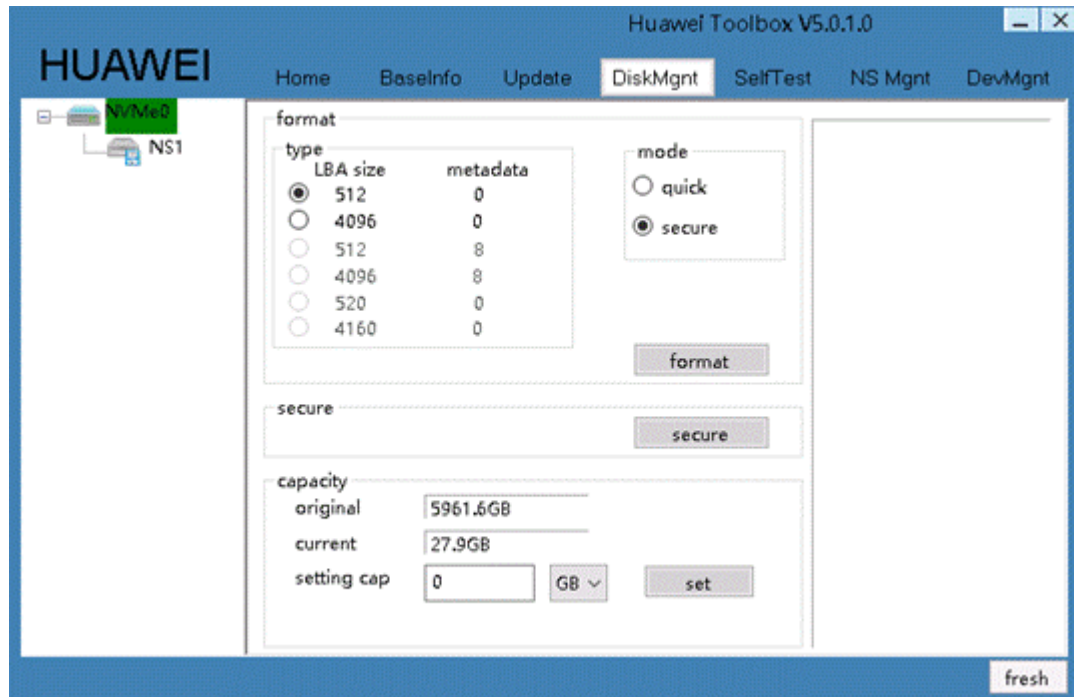 Huawei Toolbox V5.0.1.0
HUAWEI
Home BaseInfo Update DiskMgnt SelfTest NS Mgnt DevMgnt
NVMe0
NS1
format
type
LBA size metadata
512 0
4096 0
512 8
4096 8
520 0
4160 0
mode
quick
secure
format
secure
secure
capacity
original 5961.6GB
current 27.9GB
setting cap 0 GB set
fresh